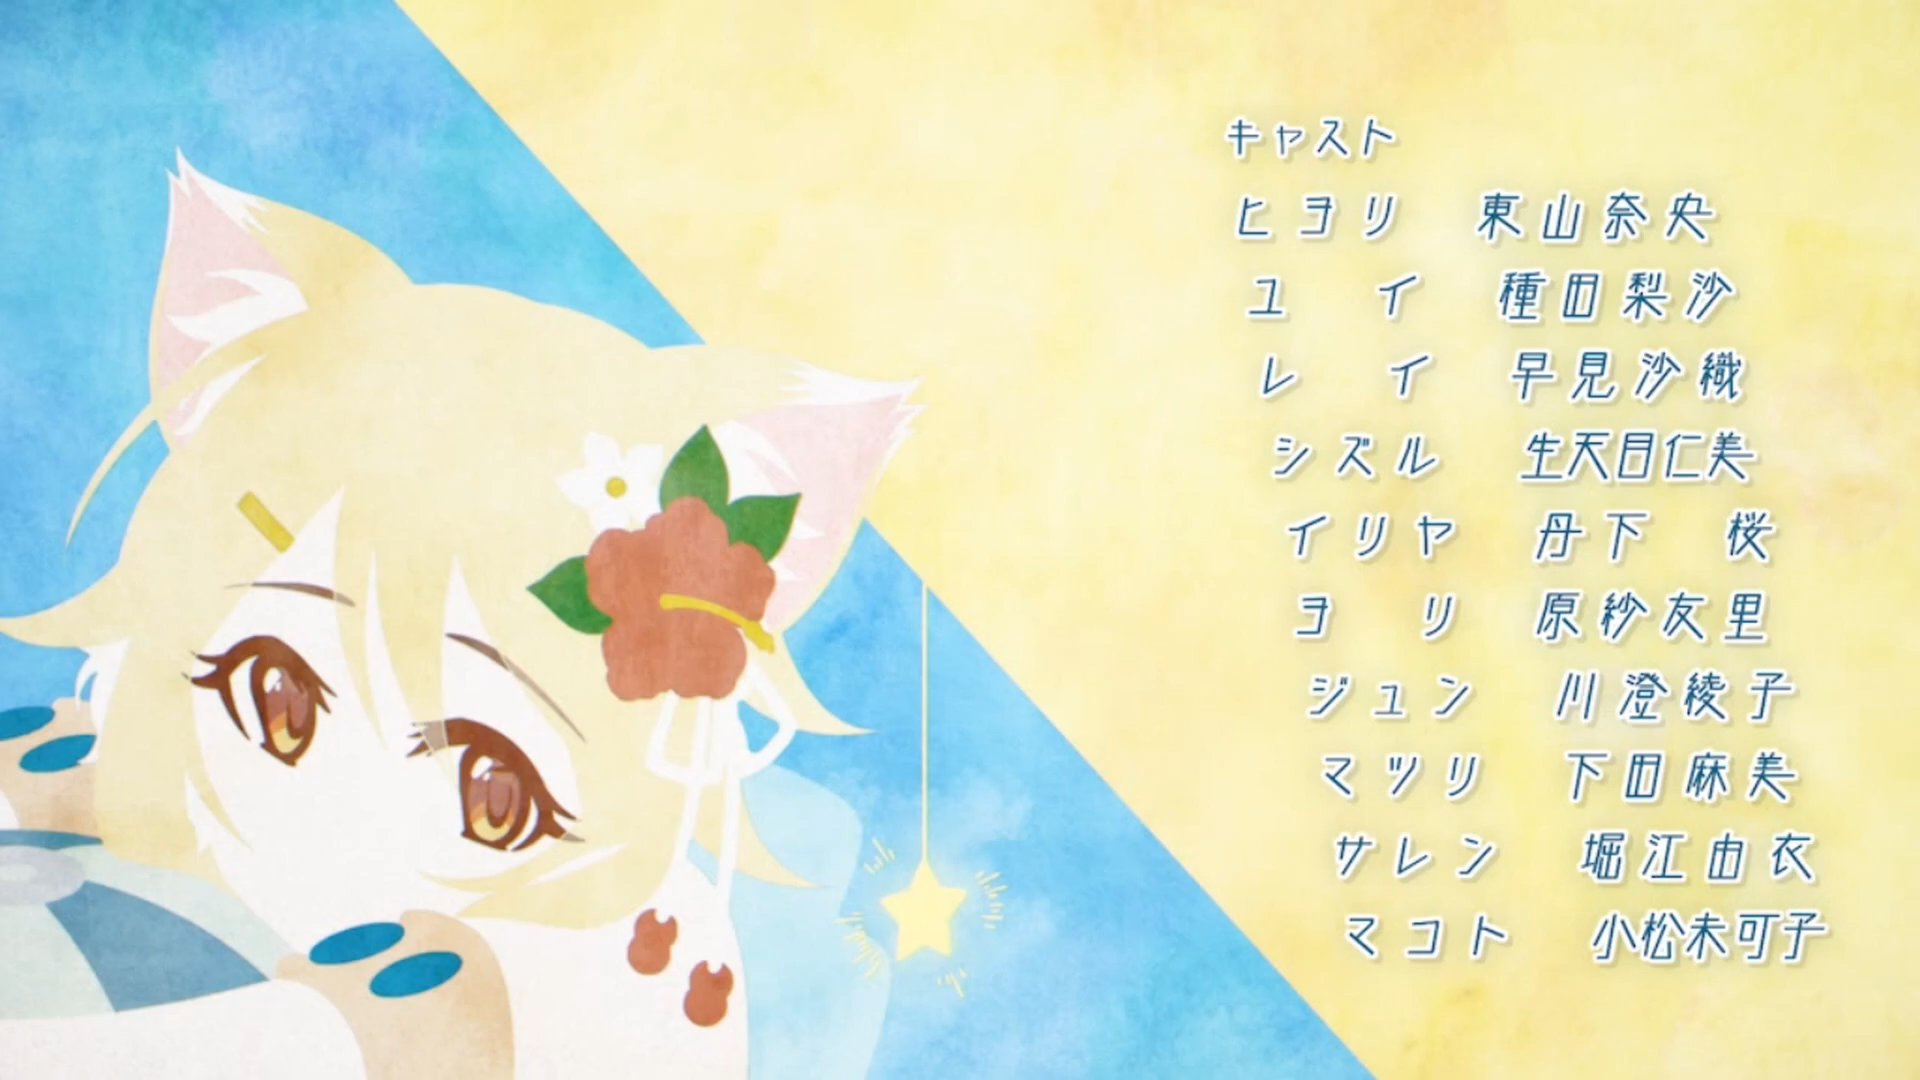 キャスト
ヒヨリ 東山奈央
ユイ 種田梨沙
レイ 早見沙織
シズル 生天目仁美
イリヤ 丹下桜
ヨリ 原紗友里
ジュン 川澄綾子
マツリ 下田麻美
サレン 堀江由衣
マコト 小松未可子